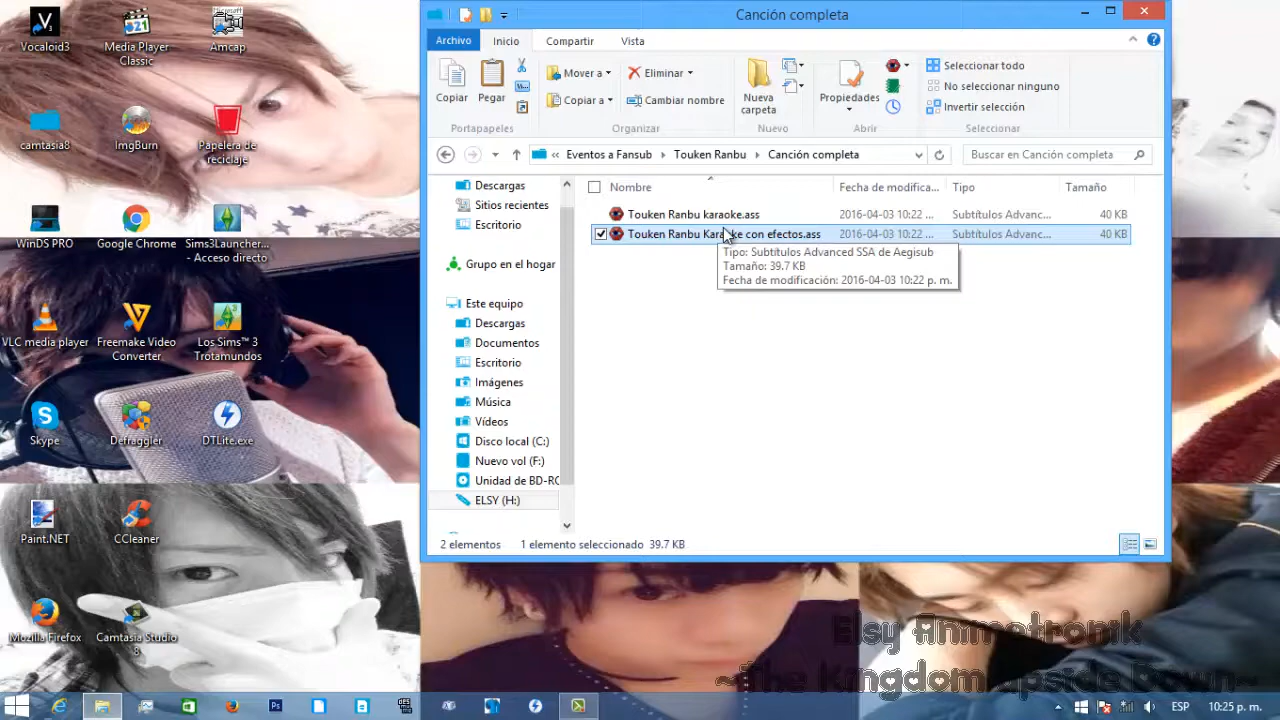 Vocaloid3
Media Player
Classic
Amcap
camtasia8
ImgBurn
Papelera de
reciclaje
WinDS PRO
Google Chrome
Sims3Launcher...
- Acceso directo
VLC media player
Freemake Video
Converter
Los Sims™ 3
Trotamundos
Skype
Defraggler
DTLite.exe
Paint.NET
CCleaner
Mozilla Firefox
Camtasia Studio
8
Canción completa
Archivo
Inicio
Compartir
Vista
Copiar
Pegar
Mover a
Copiar a
Eliminar
Cambiar nombre
Nueva
carpeta
Propiedades
Seleccionar todo
No seleccionar ninguno
Invertir selección
Portapapeles
Organizar
Nuevo
Abrir
Seleccionar
« Eventos a Fansub
Touken Ranbu
Canción completa
Buscar en Canción completa
Descargas
Sitios recientes
Escritorio
Grupo en el hogar
Este equipo
Descargas
Documentos
Escritorio
Imágenes
Música
Vídeos
Disco local (C:)
Nuevo vol (F:)
Unidad de BD-RO
ELSY (H:)
Nombre
Fecha de modifica...
Tipo
Tamaño
Touken Ranbu karaoke.ass
2016-04-03 10:22 ...
Subtítulos Advanc...
40 KB
Touken Ranbu Karaoke con efectos.ass
2016-04-03 10:22 ...
Subtítulos Advanc...
40 KB
Tipo: Subtítulos Advanced SSA de Aegisub
Tamaño: 39.7 KB
Fecha de modificación: 2016-04-03 10:22 p. m.
2 elementos
1 elemento seleccionado 39.7 KB
Elsy Animatronik
~The Kingdom Upside Down~
ESP
10:25 p. m.